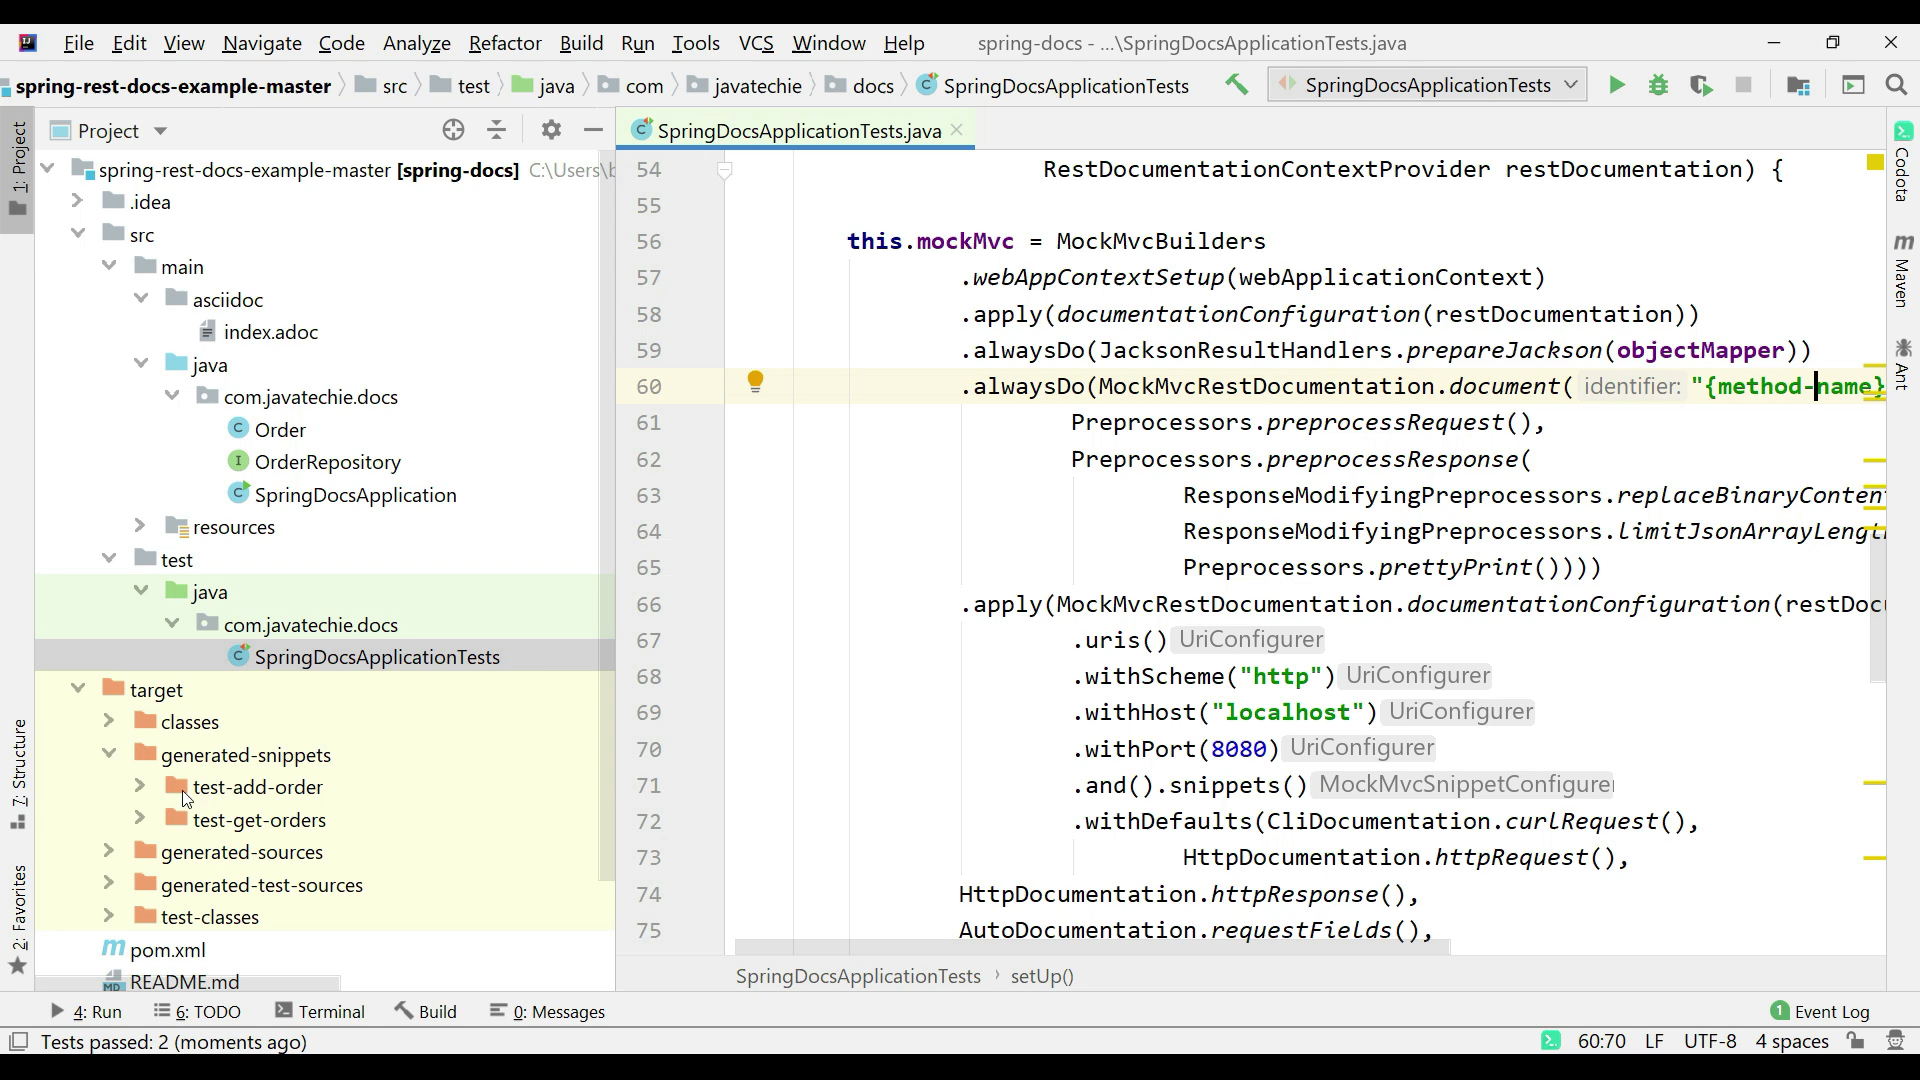 File Edit View Navigate Code Analyze Refactor Build Run Tools VCS Window Help spring-docs - ...\SpringDocsApplicationTests.java
spring-rest-docs-example-master src test java com javatechie docs SpringDocsApplicationTests SpringDocsApplicationTests
Project
SpringDocsApplicationTests.java
1: Project
7: Structure
2: Favorites
spring-rest-docs-example-master [spring-docs] C:\Users\b
.idea
src
main
asciidoc
index.adoc
java
com.javatechie.docs
Order
OrderRepository
SpringDocsApplication
resources
test
java
com.javatechie.docs
SpringDocsApplicationTests
target
classes
generated-snippets
test-add-order
test-get-orders
generated-sources
generated-test-sources
test-classes
pom.xml
README.md
54 RestDocumentationContextProvider restDocumentation) {
55
56 this.mockMvc = MockMvcBuilders
57 .webAppContextSetup(webApplicationContext)
58 .apply(documentationConfiguration(restDocumentation))
59 .alwaysDo(JacksonResultHandlers.prepareJackson(objectMapper))
60 .alwaysDo(MockMvcRestDocumentation.document( identifier: "{method-name}
61 Preprocessors.preprocessRequest(),
62 Preprocessors.preprocessResponse(
63 ResponseModifyingPreprocessors.replaceBinaryConten
64 ResponseModifyingPreprocessors.limitJsonArrayLengt
65 Preprocessors.prettyPrint())))
66 .apply(MockMvcRestDocumentation.documentationConfiguration(restDocu
67 .uris() UriConfigurer
68 .withScheme("http") UriConfigurer
69 .withHost("localhost") UriConfigurer
70 .withPort(8080) UriConfigurer
71 .and().snippets() MockMvcSnippetConfigurer
72 .withDefaults(CliDocumentation.curlRequest(),
73 HttpDocumentation.httpRequest(),
74 HttpDocumentation.httpResponse(),
75 AutoDocumentation.requestFields(),
Codota
m Maven
Ant
SpringDocsApplicationTests › setUp()
4: Run 6: TODO Terminal Build 0: Messages 1 Event Log
Tests passed: 2 (moments ago) 60:70 LF UTF-8 4 spaces